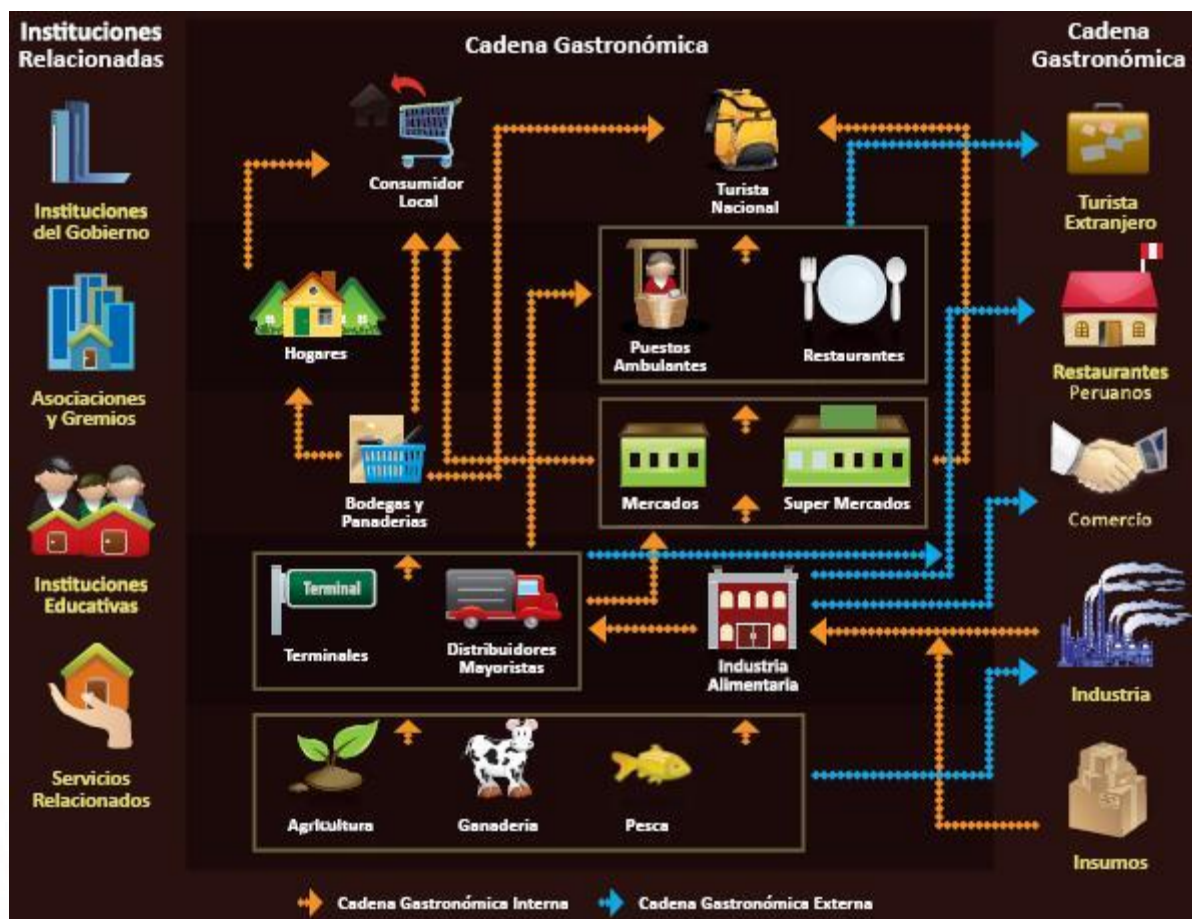 Instituciones
Relacionadas
Instituciones
del Gobierno
Asociaciones
y Gremios
Instituciones
Educativas
Servicios
Relacionados
Cadena Gastronómica
Consumidor
Local
Turista
Nacional
Hogares
Puestos
Ambulantes
Restaurantes
Bodegas y
Panaderias
Mercados
Super Mercados
Terminal
Terminales
Distribuidores
Mayoristas
Industria
Alimentaria
Agricultura
Ganadería
Pesca
Cadena
Gastronómica
Turista
Extranjero
Restaurantes
Peruanos
Comercio
Industria
Insumos
Cadena Gastronómica Interna
Cadena Gastronómica Externa